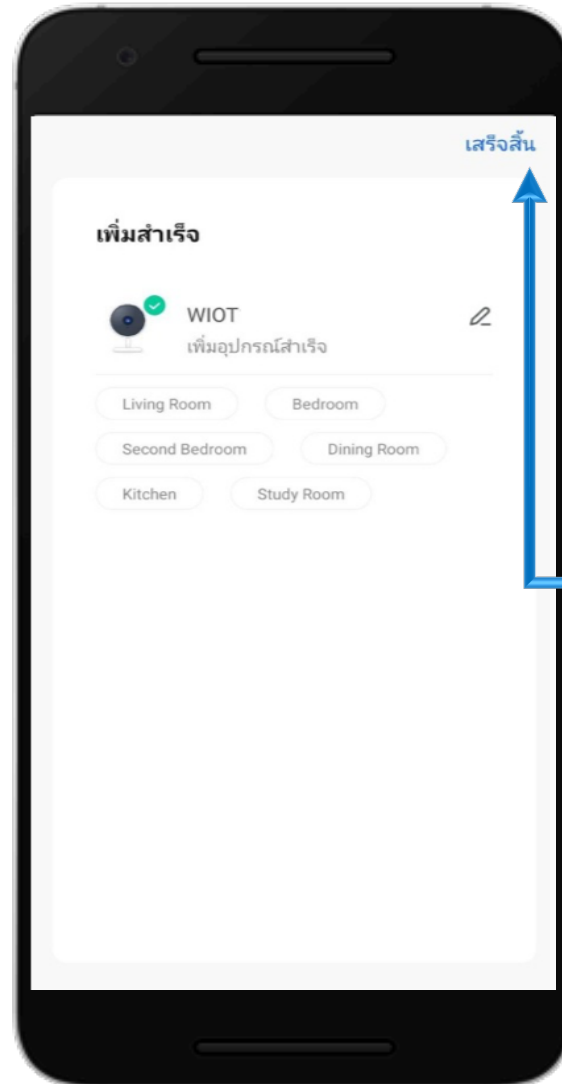 เสร็จสิ้น
เพิ่มสำเร็จ
WIOT
เพิ่มอุปกรณ์สำเร็จ
Living Room Bedroom
Second Bedroom Dining Room
Kitchen Study Room